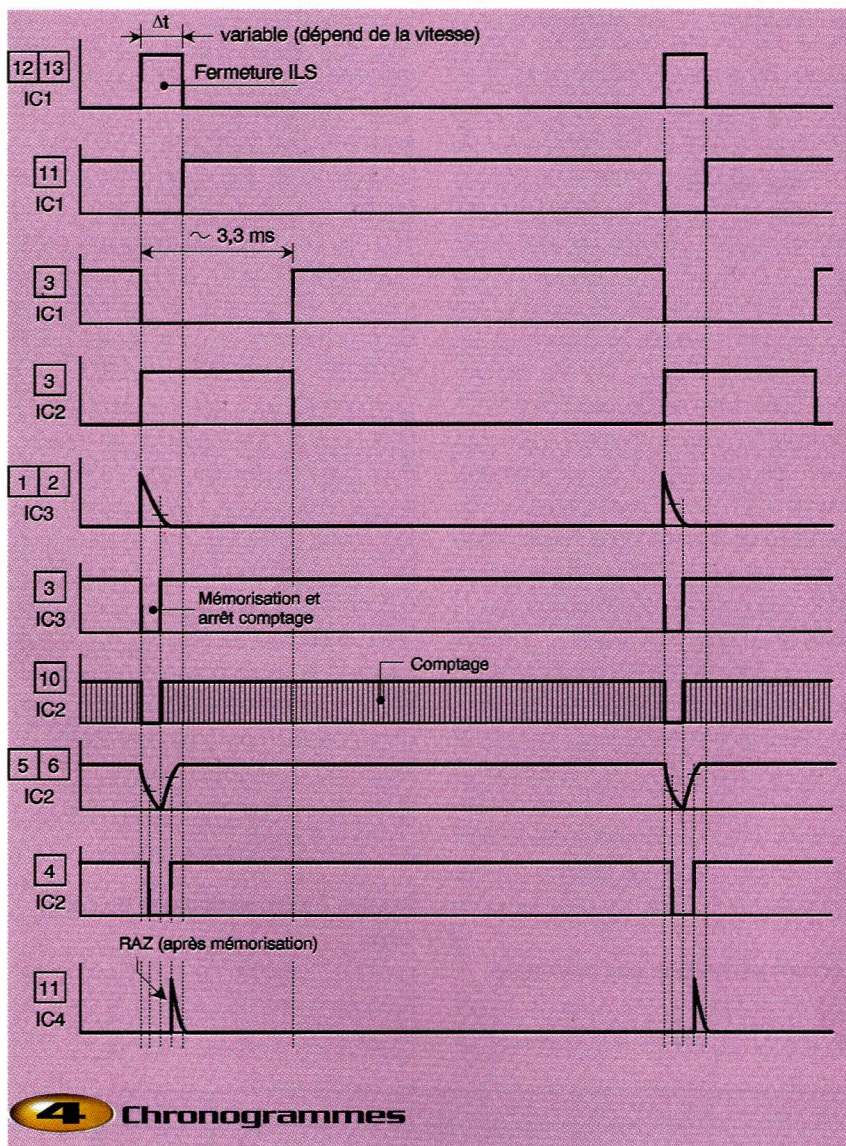 Δt
variable (dépend de la vitesse)
12 13
IC1
Fermeture ILS
11
IC1
~ 3,3 ms
3
IC1
3
IC2
1 2
IC3
3
IC3
Mémorisation et
arrêt comptage
10
IC2
Comptage
5 6
IC2
4
IC2
RAZ (après mémorisation)
11
IC4
4 Chronogrammes